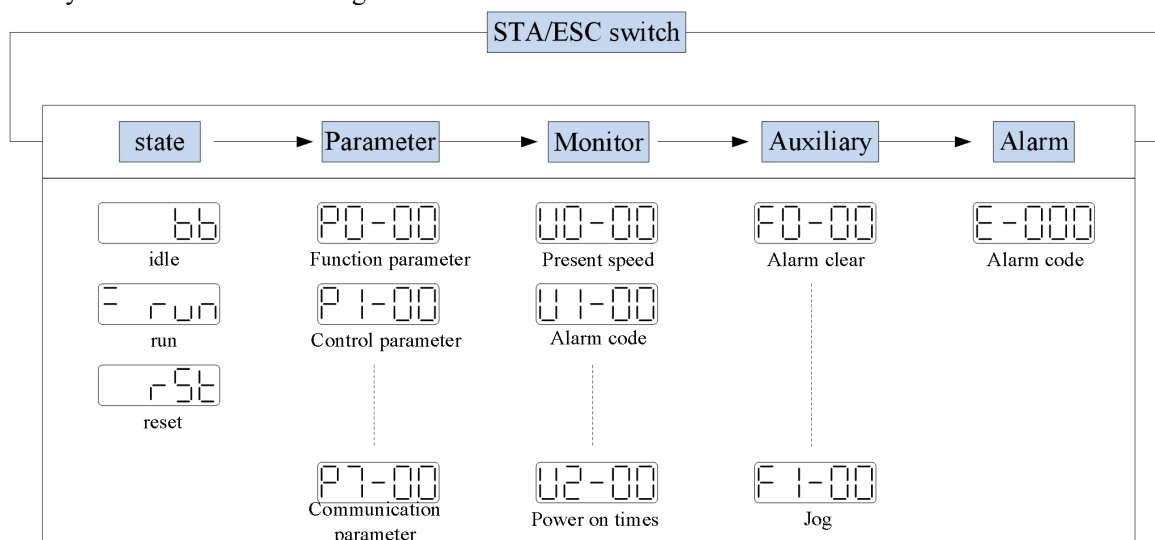 STA/ESC switch
state Parameter Monitor Auxiliary Alarm
bb P0-00 U0-00 F0-00 E-000
idle Function parameter Present speed Alarm clear Alarm code
run P1-00 U1-00
run Control parameter Alarm code
rSt
reset
P7-00 U2-00 F1-00
Communication Power on times Jog
parameter